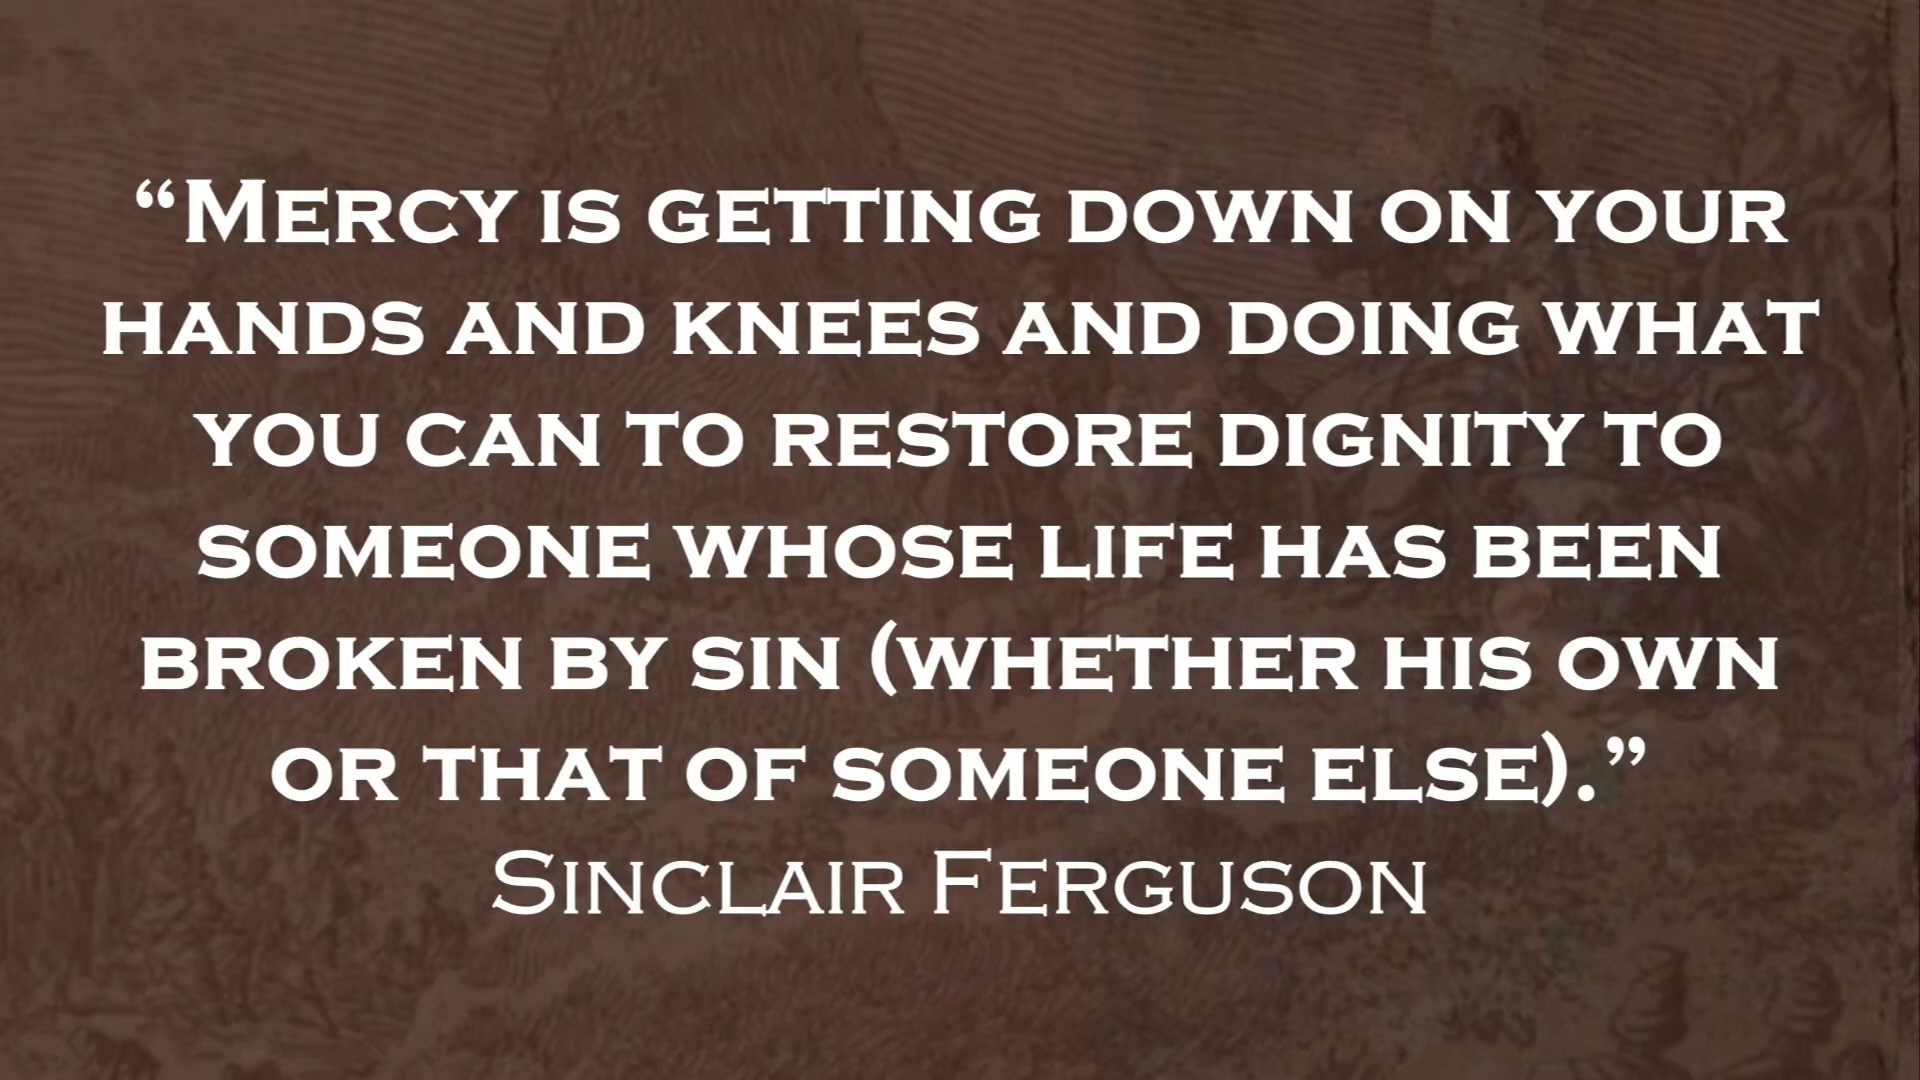 “Mercy is getting down on your
hands and knees and doing what
you can to restore dignity to
someone whose life has been
broken by sin (whether his own
or that of someone else).”
Sinclair Ferguson